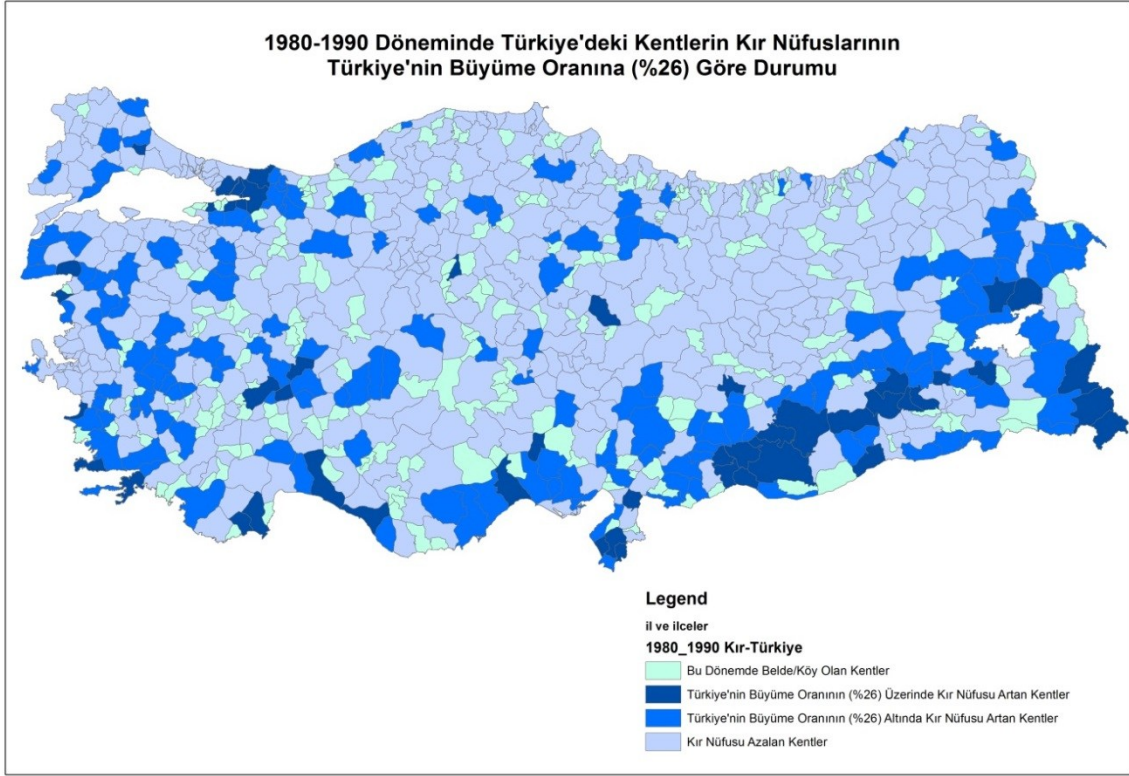 1980-1990 Döneminde Türkiye'deki Kentlerin Kır Nüfuslarının
Türkiye'nin Büyüme Oranına (%26) Göre Durumu
Legend
il ve ilceler
1980_1990 Kır-Türkiye
Bu Dönemde Belde/Köy Olan Kentler
Türkiye'nin Büyüme Oranının (%26) Üzerinde Kır Nüfusu Artan Kentler
Türkiye'nin Büyüme Oranının (%26) Altında Kır Nüfusu Artan Kentler
Kır Nüfusu Azalan Kentler